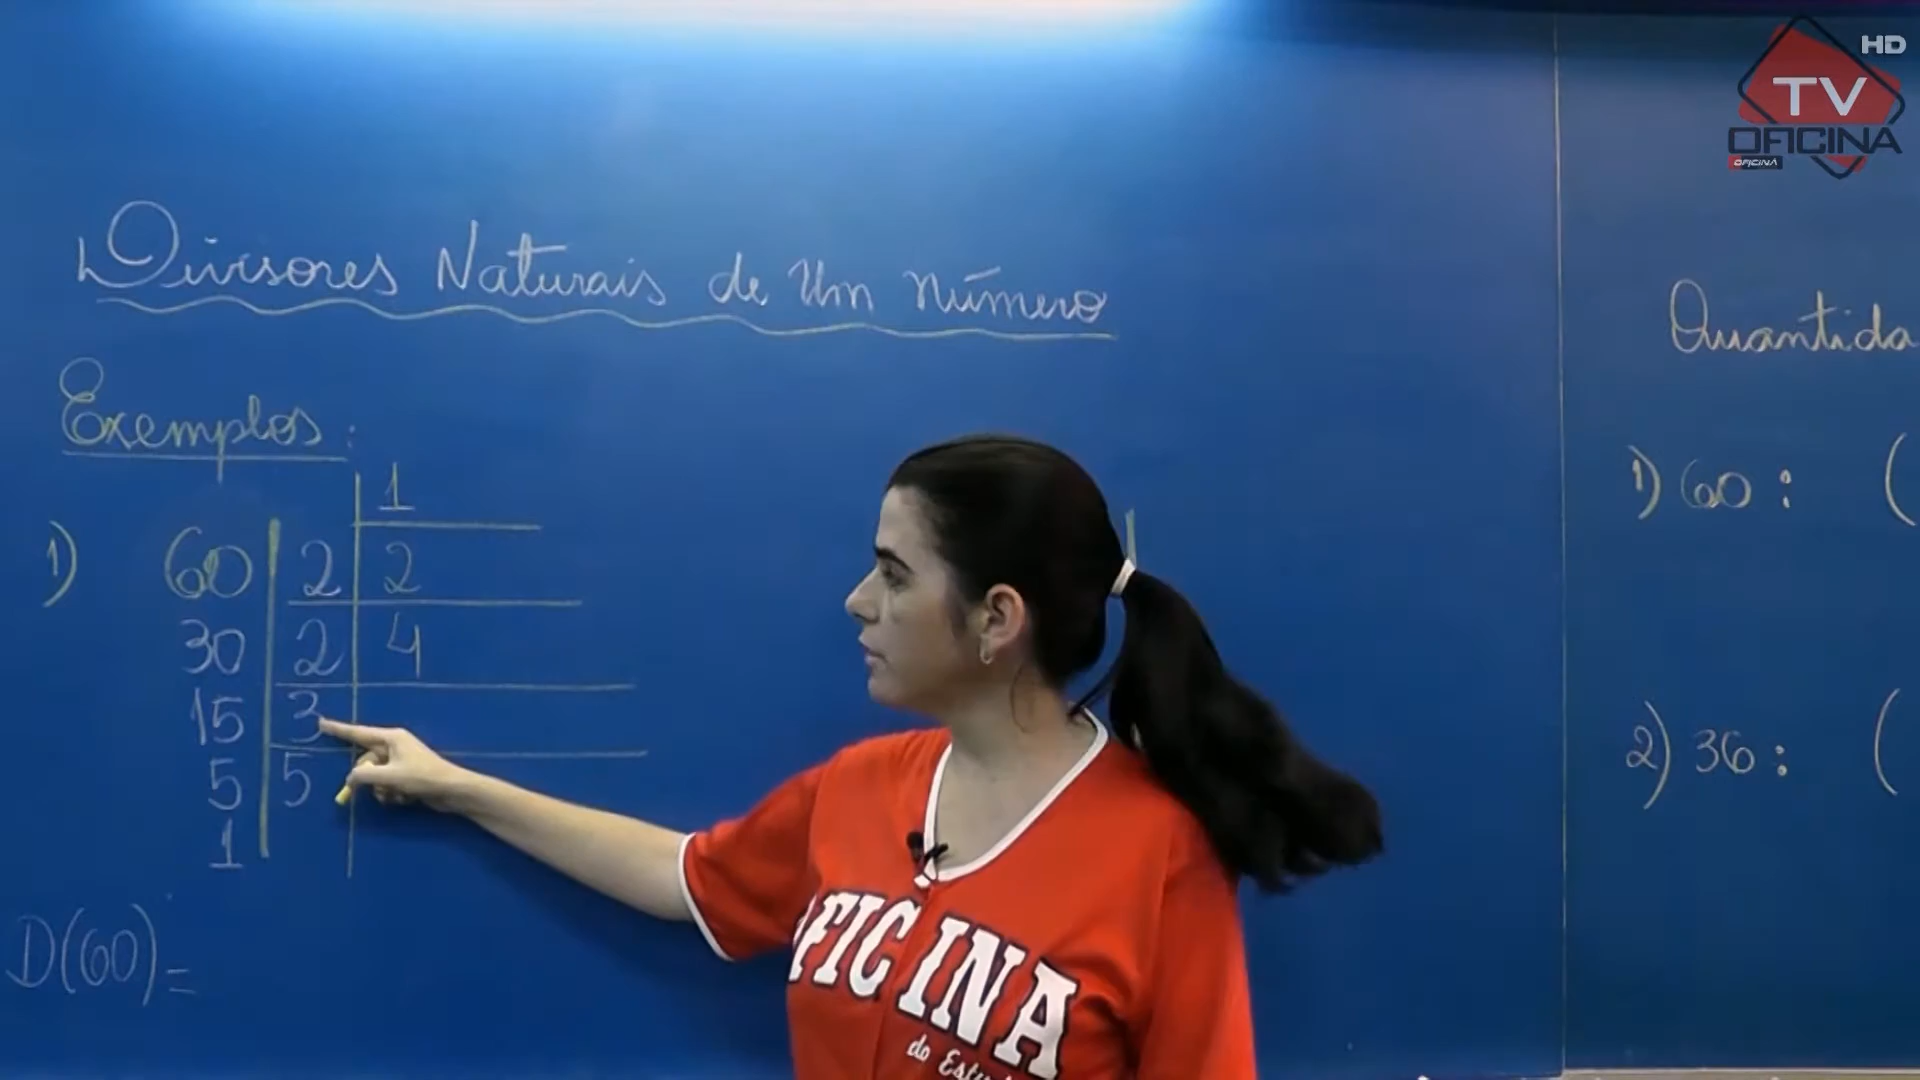 HD
TV
OFICINA
OFICINA
Divisores Naturais de Um Número
Exemplos:
1
1) 60 2 2
30 2 4
15 3
5 5
1
D(60) =
Quantida
1) 60 : (
2) 36 : (
OFICINA
do